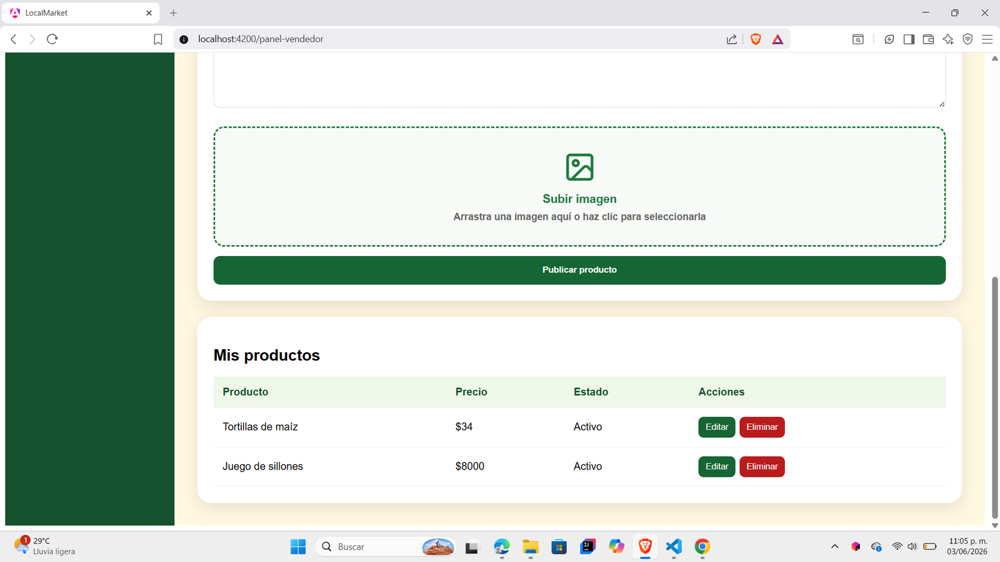 LocalMarket
localhost:4200/panel-vendedor
Subir imagen
Arrastra una imagen aquí o haz clic para seleccionarla
Publicar producto
Mis productos
Producto Precio Estado Acciones
Tortillas de maíz $34 Activo Editar Eliminar
Juego de sillones $8000 Activo Editar Eliminar
1
29°C
Lluvia ligera
Buscar
11:05 p. m.
03/06/2026